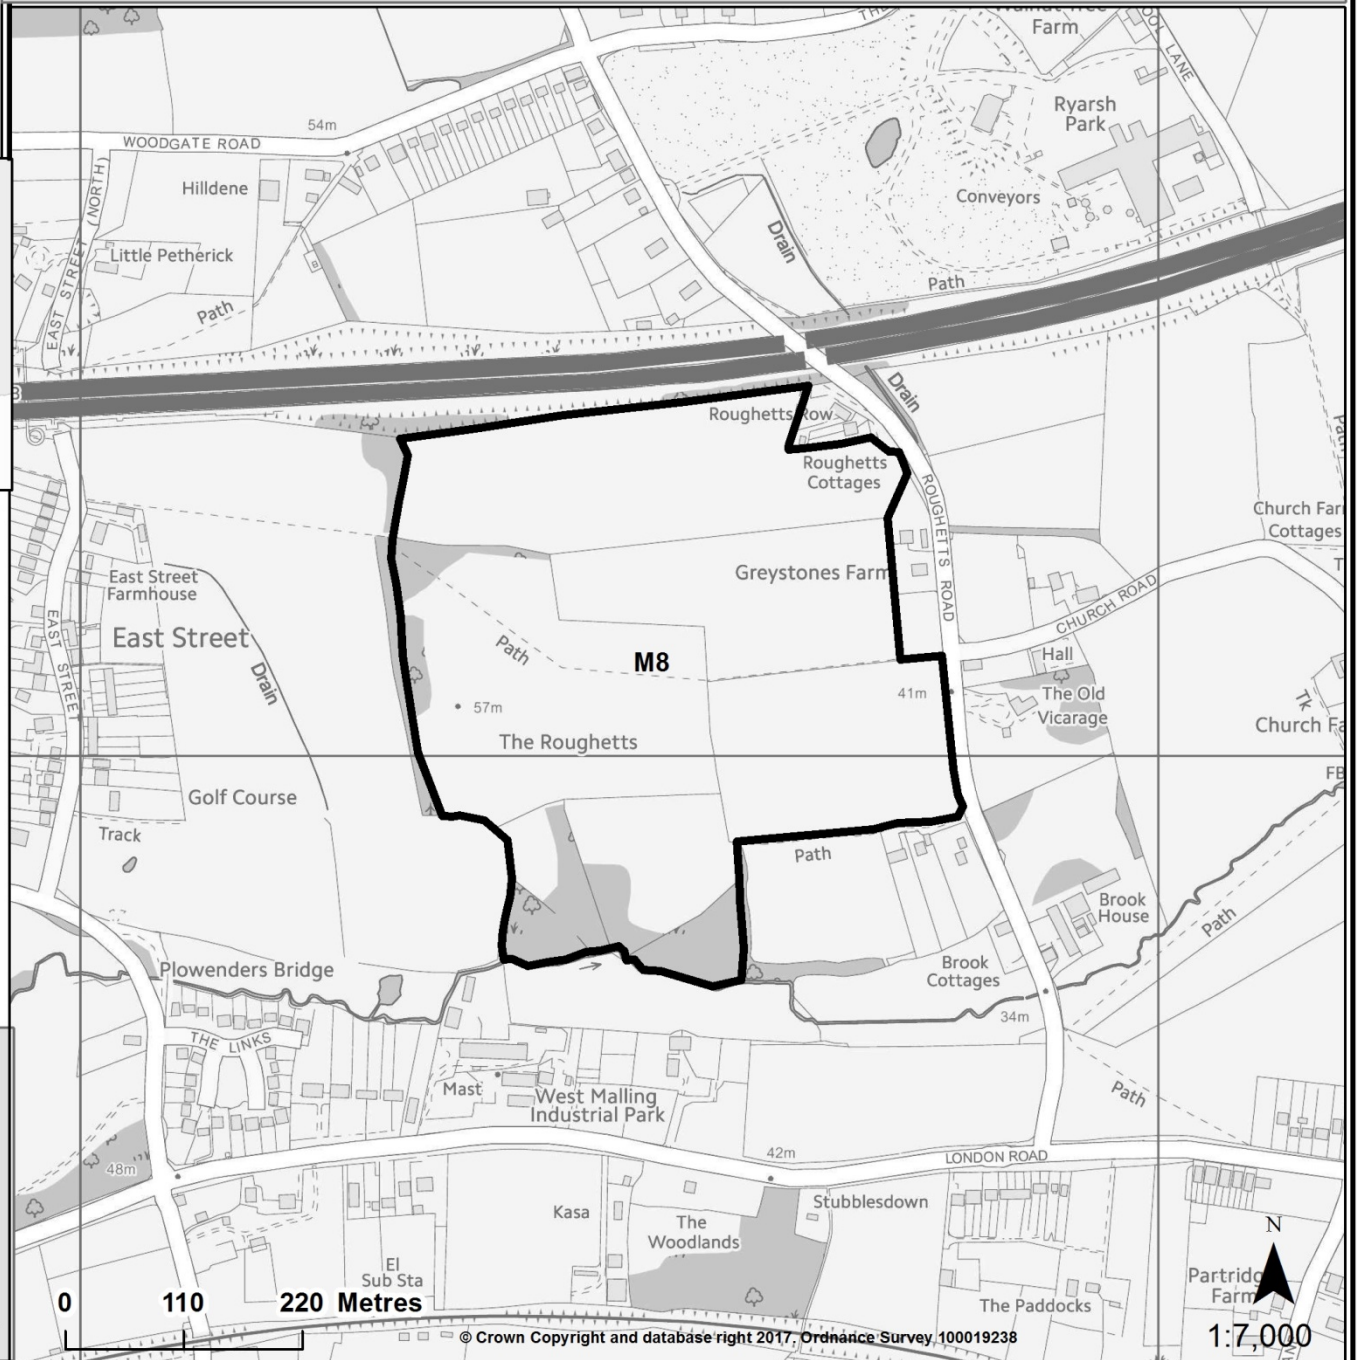 Farm
Ryarsh
Park
54m
WOODGATE ROAD
Hilldene
Conveyors
EAST STREET (NORTH)
Drain
Little Petherick
Path
Path
Drain
Roughetts Row
Roughetts
Cottages
ROUGHETTS ROAD
Cottages
East Street
Farmhouse
Greystones Farm
CHURCH ROAD
East Street
EAST STREET
Path
M8
Hall
Drain
41m
The Old
Vicarage
Tk
57m
The Roughetts
Church
FB
Golf Course
Track
Path
Brook
House
Path
Plowenders Bridge
Brook
Cottages
34m
THE LINKS
Mast
West Malling
Industrial Park
Path
42m
LONDON ROAD
48m
Kasa
The
Woodlands
Stubblesdown
N
El
Sub Sta
Farm
The Paddocks
0 110 220 Metres
© Crown Copyright and database right 2017. Ordnance Survey 100019238
1:7,000